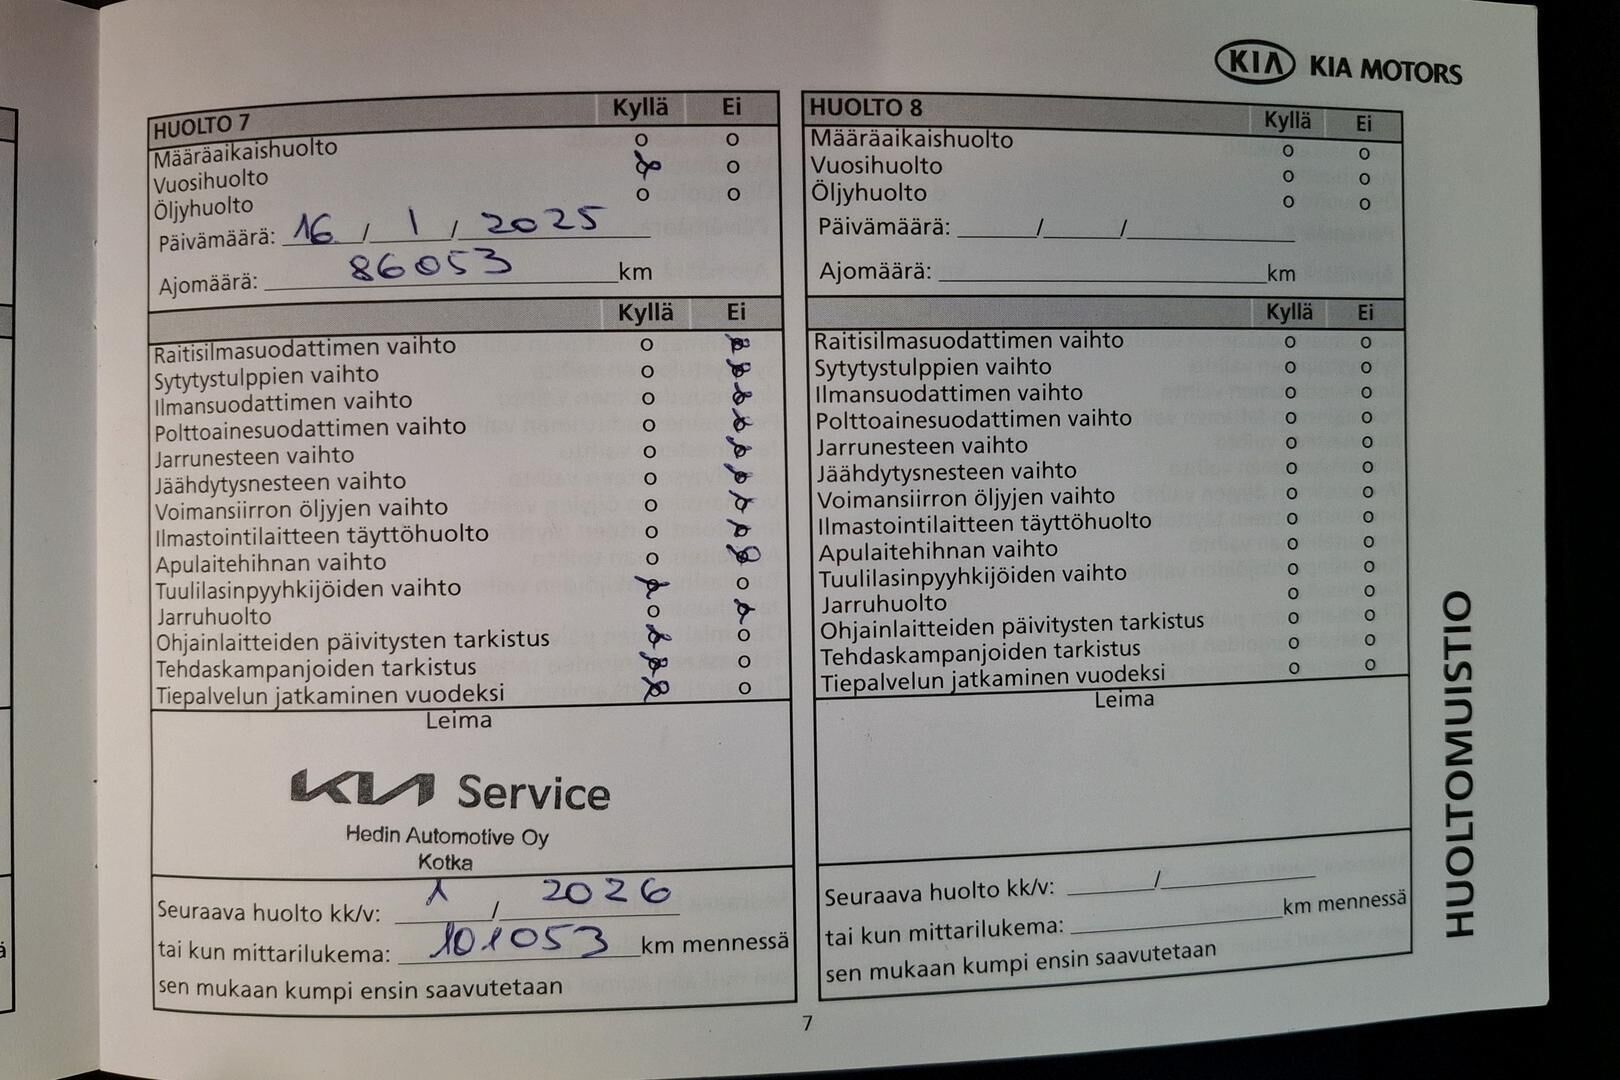 KIA KIA MOTORS
HUOLTO 7 Kyllä Ei
Määräaikaishuolto o o
Vuosihuolto o o
Öljyhuolto o o
Päivämäärä: 16 / 1 / 2025
Ajomäärä: 86053 km
Kyllä Ei
Raitisilmasuodattimen vaihto o o
Sytytystulppien vaihto o o
Ilmansuodattimen vaihto o o
Polttoainesuodattimen vaihto o o
Jarrunesteen vaihto o o
Jäähdytysnesteen vaihto o o
Voimansiirron öljyjen vaihto o o
Ilmastointilaitteen täyttöhuolto o o
Apulaitehihnan vaihto o o
Tuulilasinpyyhkijöiden vaihto o o
Jarruhuolto o o
Ohjainlaitteiden päivitysten tarkistus o o
Tehdaskampanjoiden tarkistus o o
Tiepalvelun jatkaminen vuodeksi o o
Leima
KIA Service
Hedin Automotive Oy
Kotka
Seuraava huolto kk/v: 1 / 2026
tai kun mittarilukema: 101053 km mennessä
sen mukaan kumpi ensin saavutetaan
HUOLTO 8 Kyllä Ei
Määräaikaishuolto o o
Vuosihuolto o o
Öljyhuolto o o
Päivämäärä: / /
Ajomäärä: km
Kyllä Ei
Raitisilmasuodattimen vaihto o o
Sytytystulppien vaihto o o
Ilmansuodattimen vaihto o o
Polttoainesuodattimen vaihto o o
Jarrunesteen vaihto o o
Jäähdytysnesteen vaihto o o
Voimansiirron öljyjen vaihto o o
Ilmastointilaitteen täyttöhuolto o o
Apulaitehihnan vaihto o o
Tuulilasinpyyhkijöiden vaihto o o
Jarruhuolto o o
Ohjainlaitteiden päivitysten tarkistus o o
Tehdaskampanjoiden tarkistus o o
Tiepalvelun jatkaminen vuodeksi o o
Leima
Seuraava huolto kk/v: /
tai kun mittarilukema: km mennessä
sen mukaan kumpi ensin saavutetaan
HUOLTOMUISTIO
7